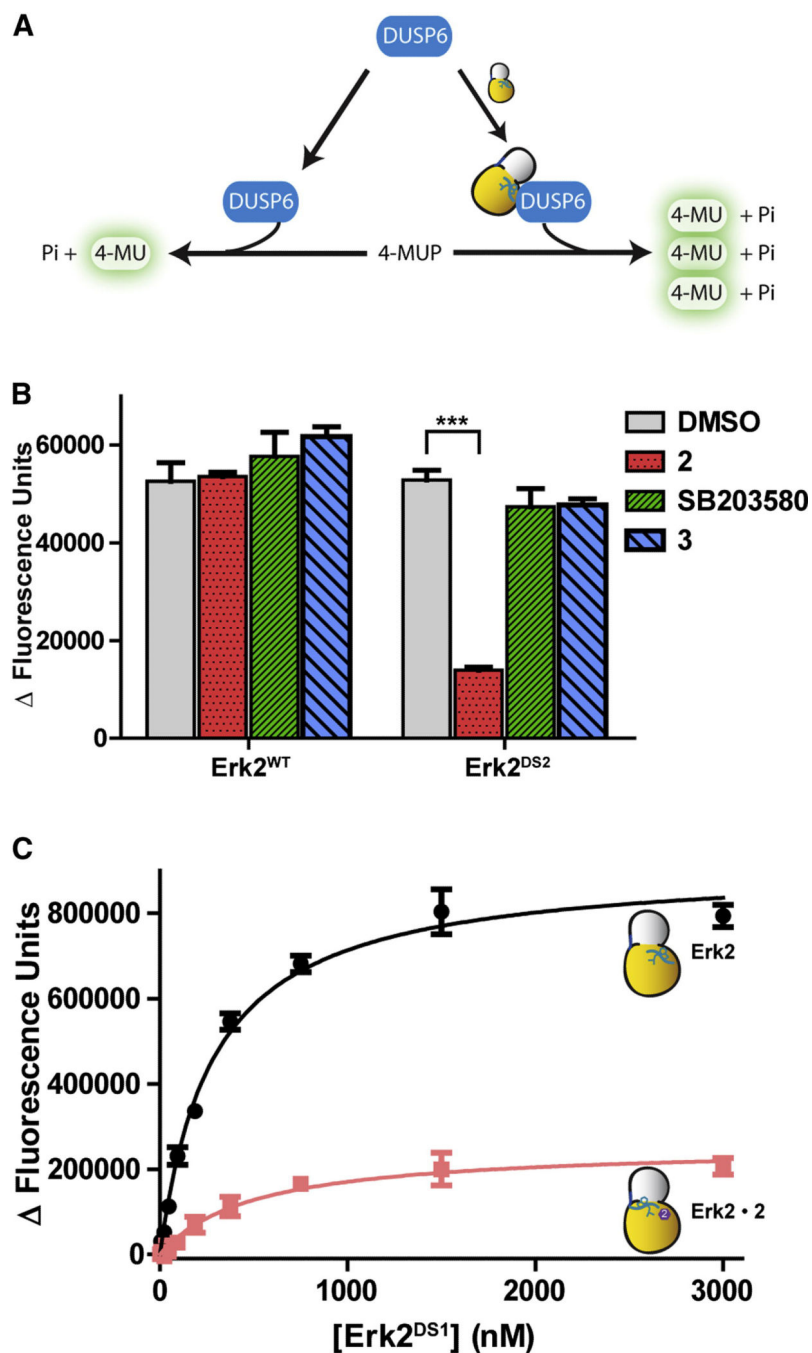 A
DUSP6
DUSP6
DUSP6
Pi + 4-MU
4-MUP
4-MU + Pi
4-MU + Pi
4-MU + Pi
B
Δ Fluorescence Units
60000
40000
20000
0
***
Erk2WT
Erk2DS2
DMSO
2
SB203580
3
C
Δ Fluorescence Units
800000
600000
400000
200000
0
Erk2
2
Erk2 • 2
0
1000
2000
3000
[Erk2DS1] (nM)